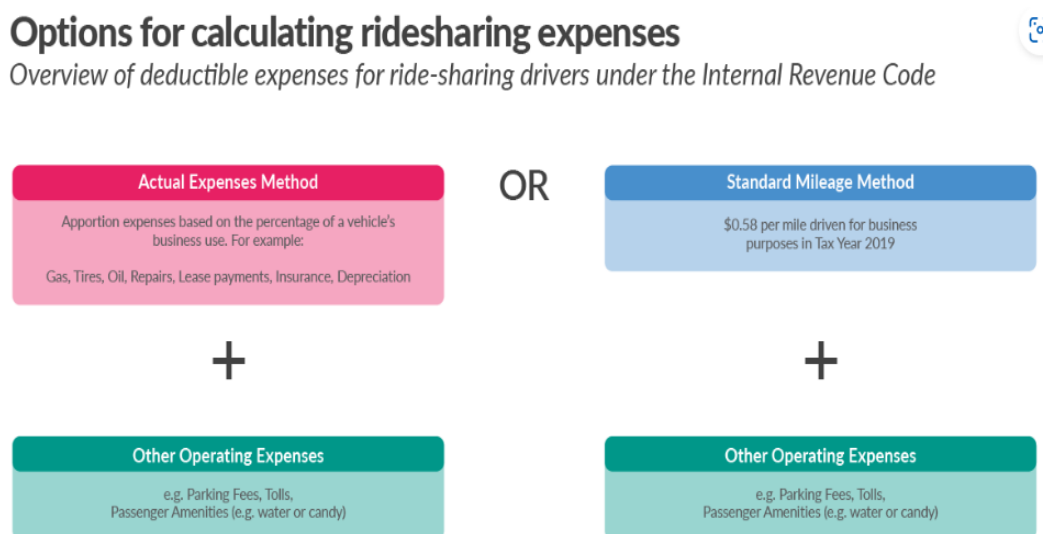 Options for calculating ridesharing expenses
Overview of deductible expenses for ride-sharing drivers under the Internal Revenue Code
Actual Expenses Method
Apportion expenses based on the percentage of a vehicle's
business use. For example:
Gas, Tires, Oil, Repairs, Lease payments, Insurance, Depreciation
OR
Standard Mileage Method
$0.58 per mile driven for business
purposes in Tax Year 2019
+
+
Other Operating Expenses
e.g. Parking Fees, Tolls,
Passenger Amenities (e.g. water or candy)
Other Operating Expenses
e.g. Parking Fees, Tolls,
Passenger Amenities (e.g. water or candy)